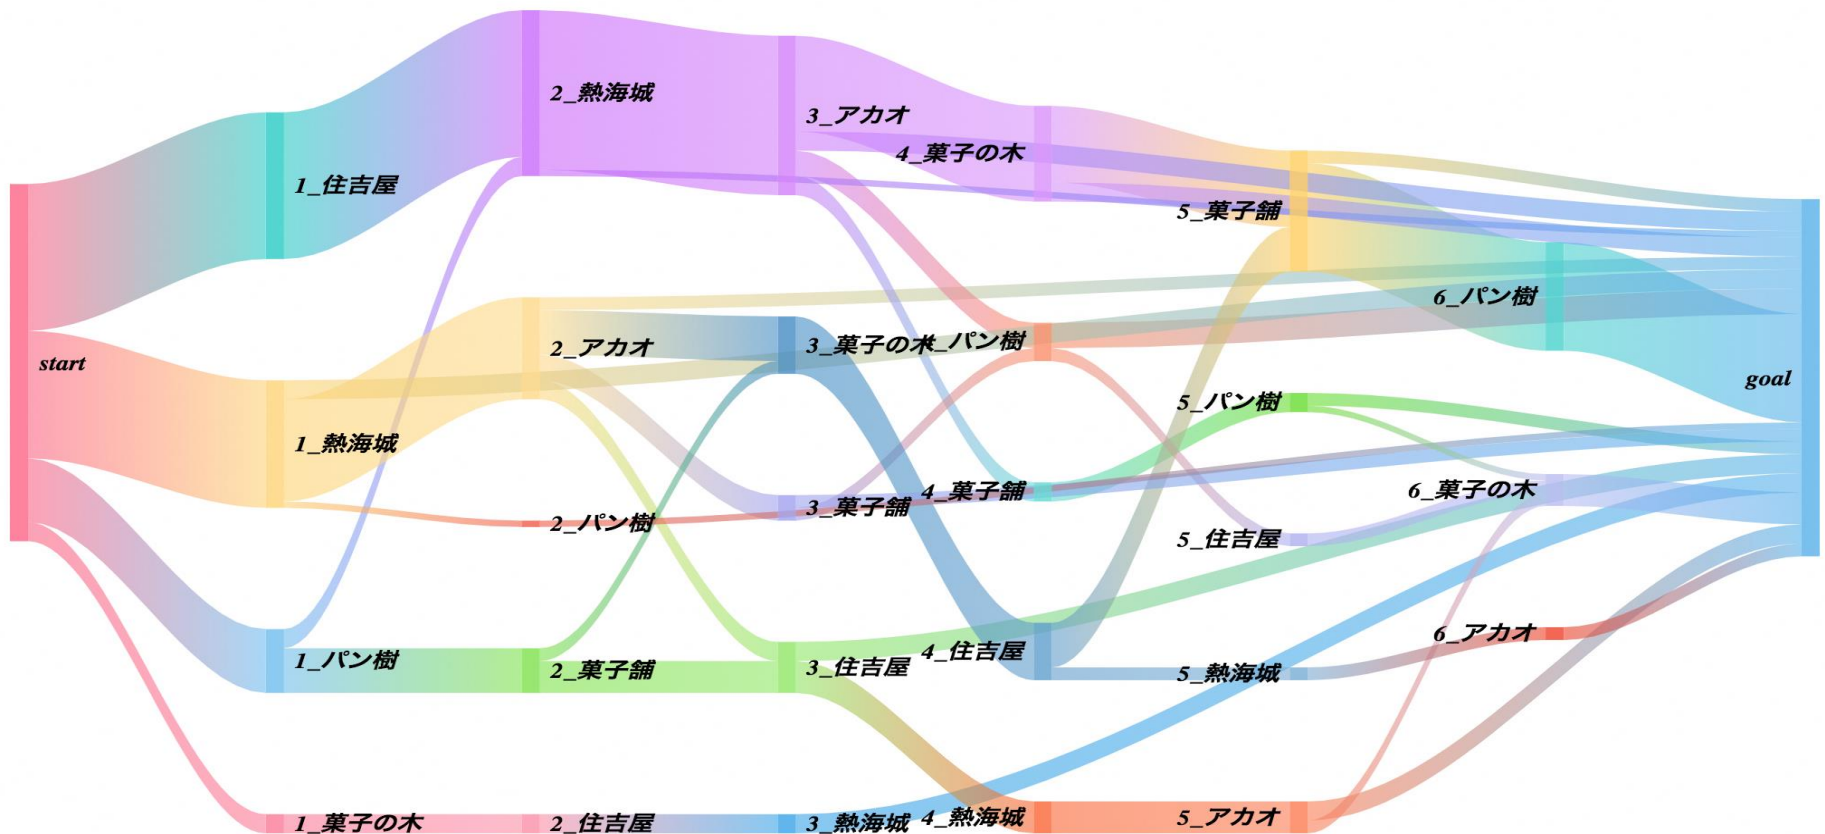 start
1_住吉屋
1_熱海城
1_パン樹
1_菓子の木
2_熱海城
2_アカオ
2_パン樹
2_菓子舗
2_住吉屋
3_アカオ
3_菓子の木
3_菓子舗
3_住吉屋
3_熱海城
4_菓子の木
4_パン樹
4_菓子舗
4_住吉屋
4_熱海城
5_菓子舗
5_パン樹
5_住吉屋
5_熱海城
5_アカオ
6_パン樹
6_菓子の木
6_アカオ
goal